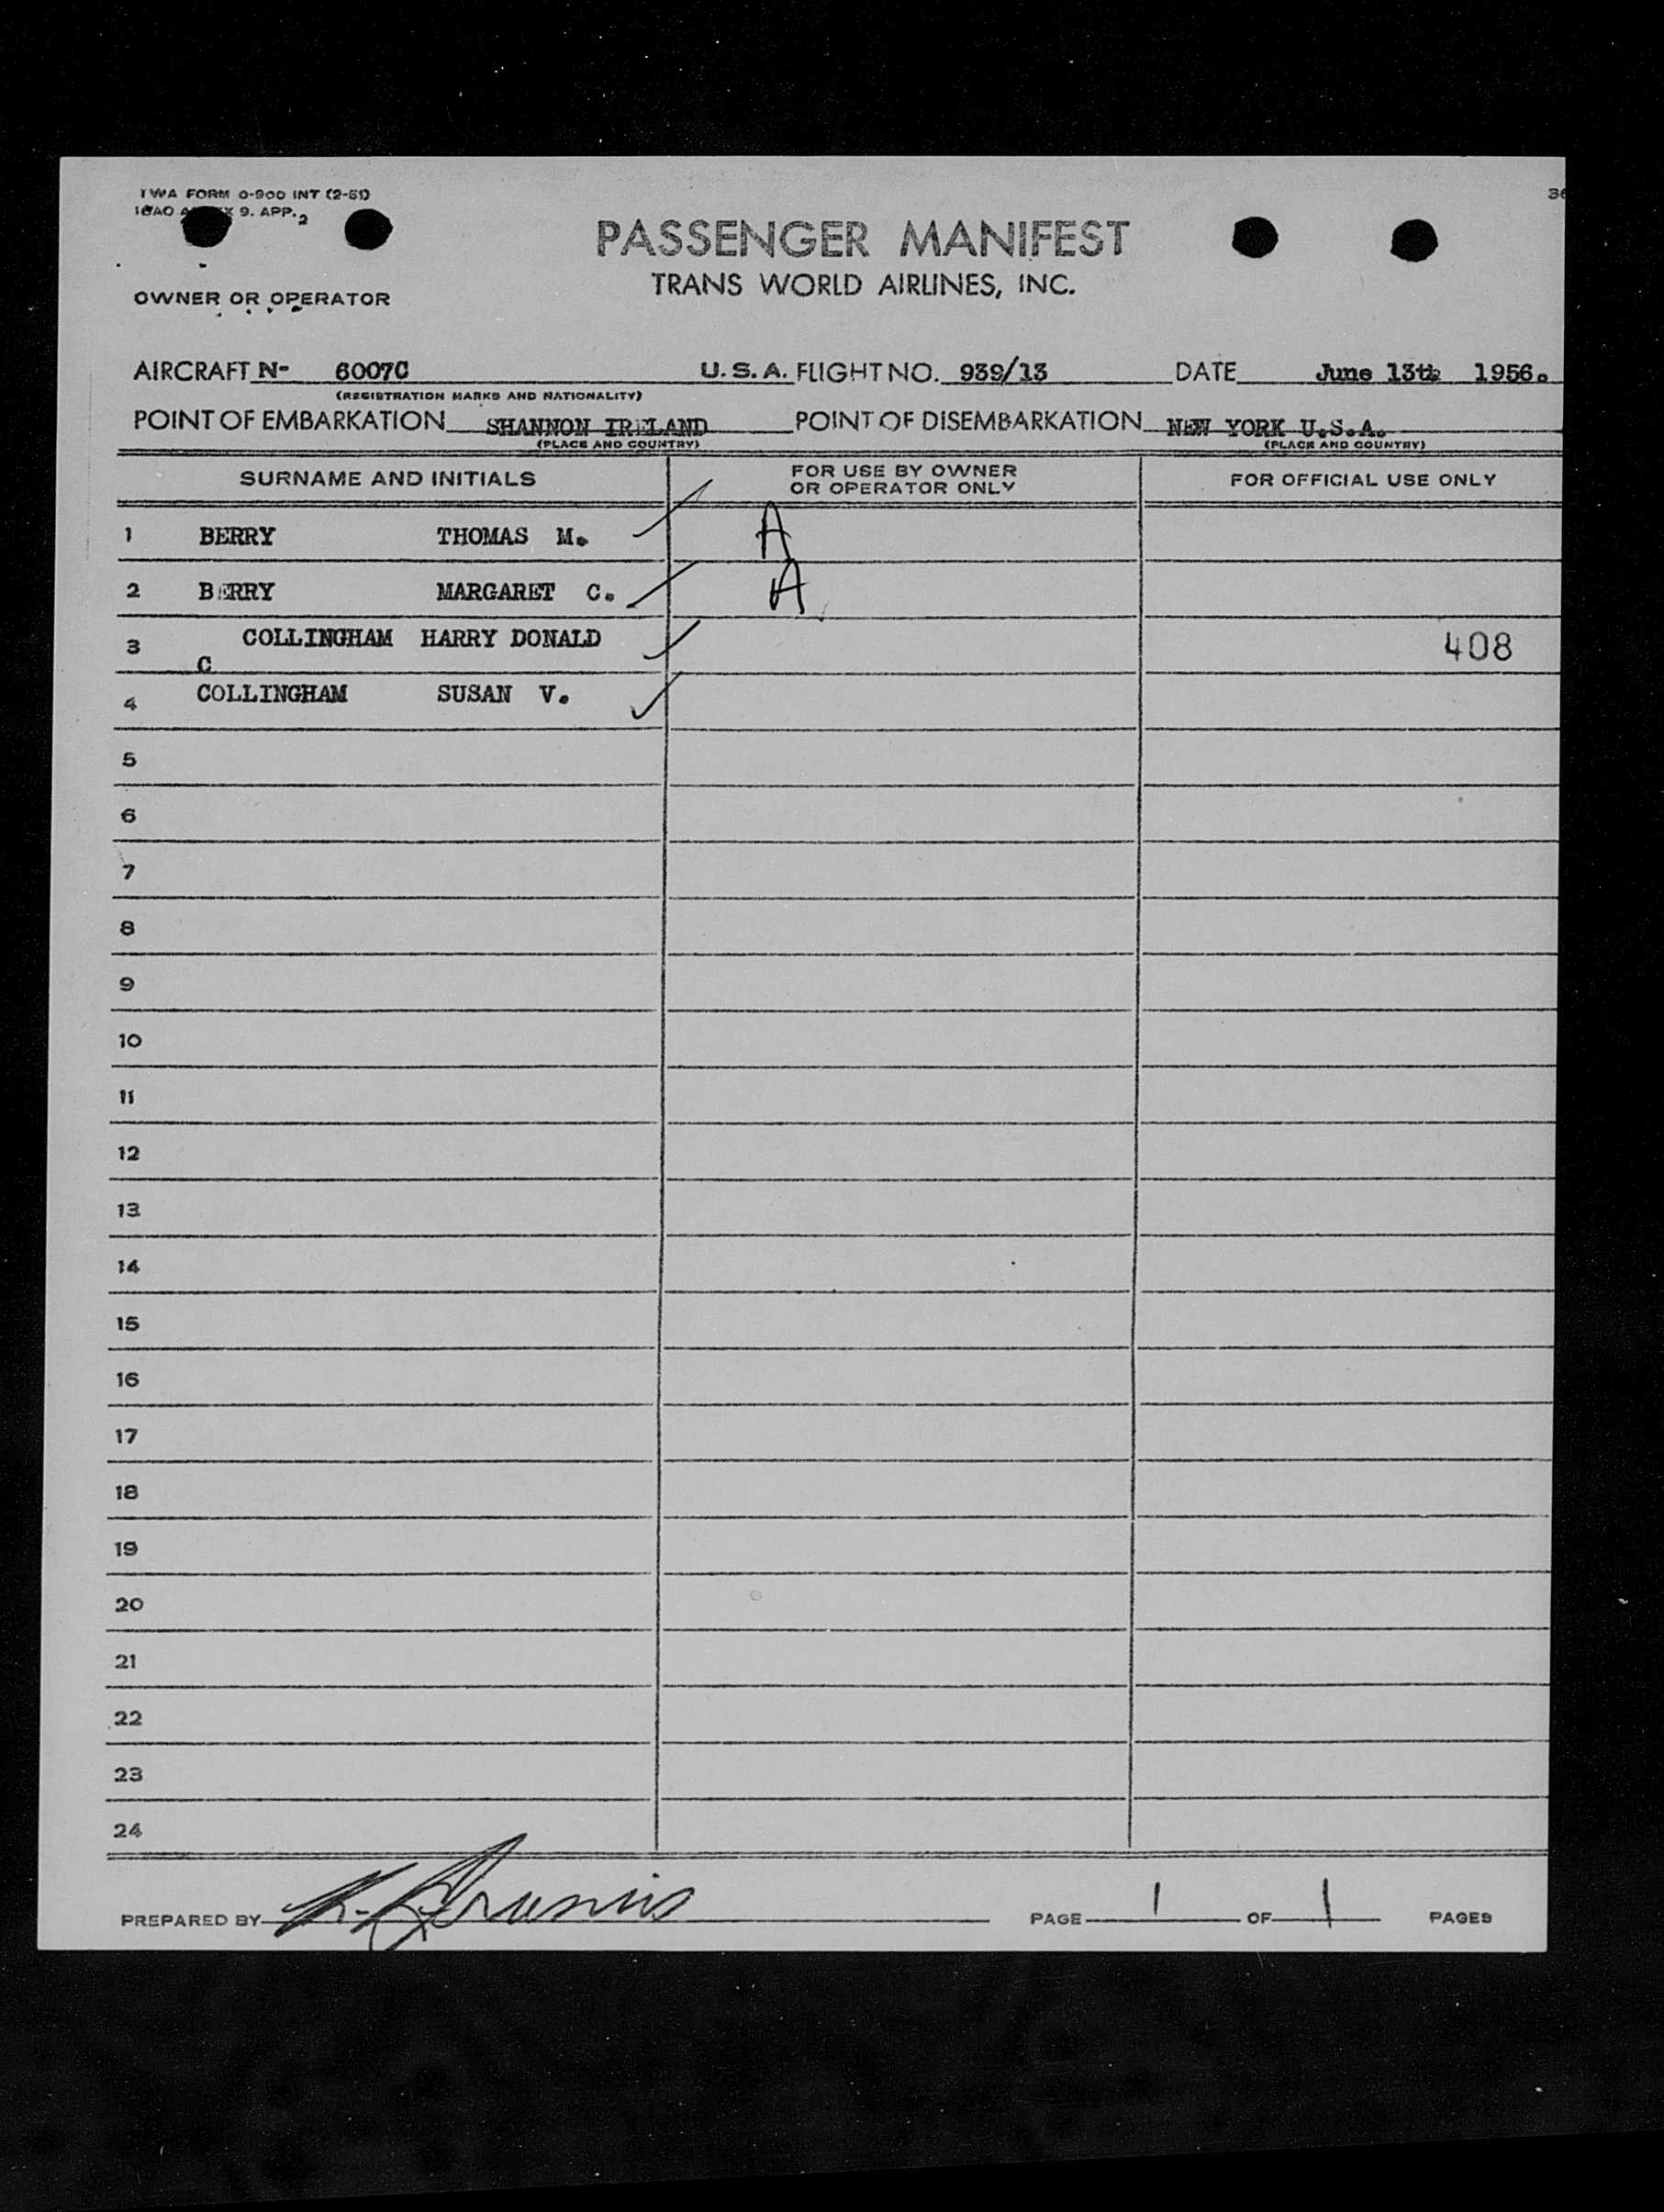 TWA FORM 0-900 INT (2-51)
9. APP. 2
PASSENGER MANIFEST
TRANS WORLD AIRLINES, INC.
OWNER OR OPERATOR
AIRCRAFT N- 6007C U.S.A. FLIGHT NO. 939/13 DATE June 13th 1956.
(REGISTRATION MARKS AND NATIONALITY)
POINT OF EMBARKATION SHANNON IRELAND POINT OF DISEMBARKATION NEW YORK U.S.A.
(PLACE AND COUNTRY) (PLACE AND COUNTRY)
SURNAME AND INITIALS FOR USE BY OWNER OR OPERATOR ONLY FOR OFFICIAL USE ONLY
1 BERRY THOMAS M. A
2 BERRY MARGARET C. A
3 COLLINGHAM HARRY DONALD 408
C
4 COLLINGHAM SUSAN V.
5
6
7
8
9
10
11
12
13
14
15
16
17
18
19
20
21
22
23
24
PREPARED BY PAGE 1 OF 1 PAGES